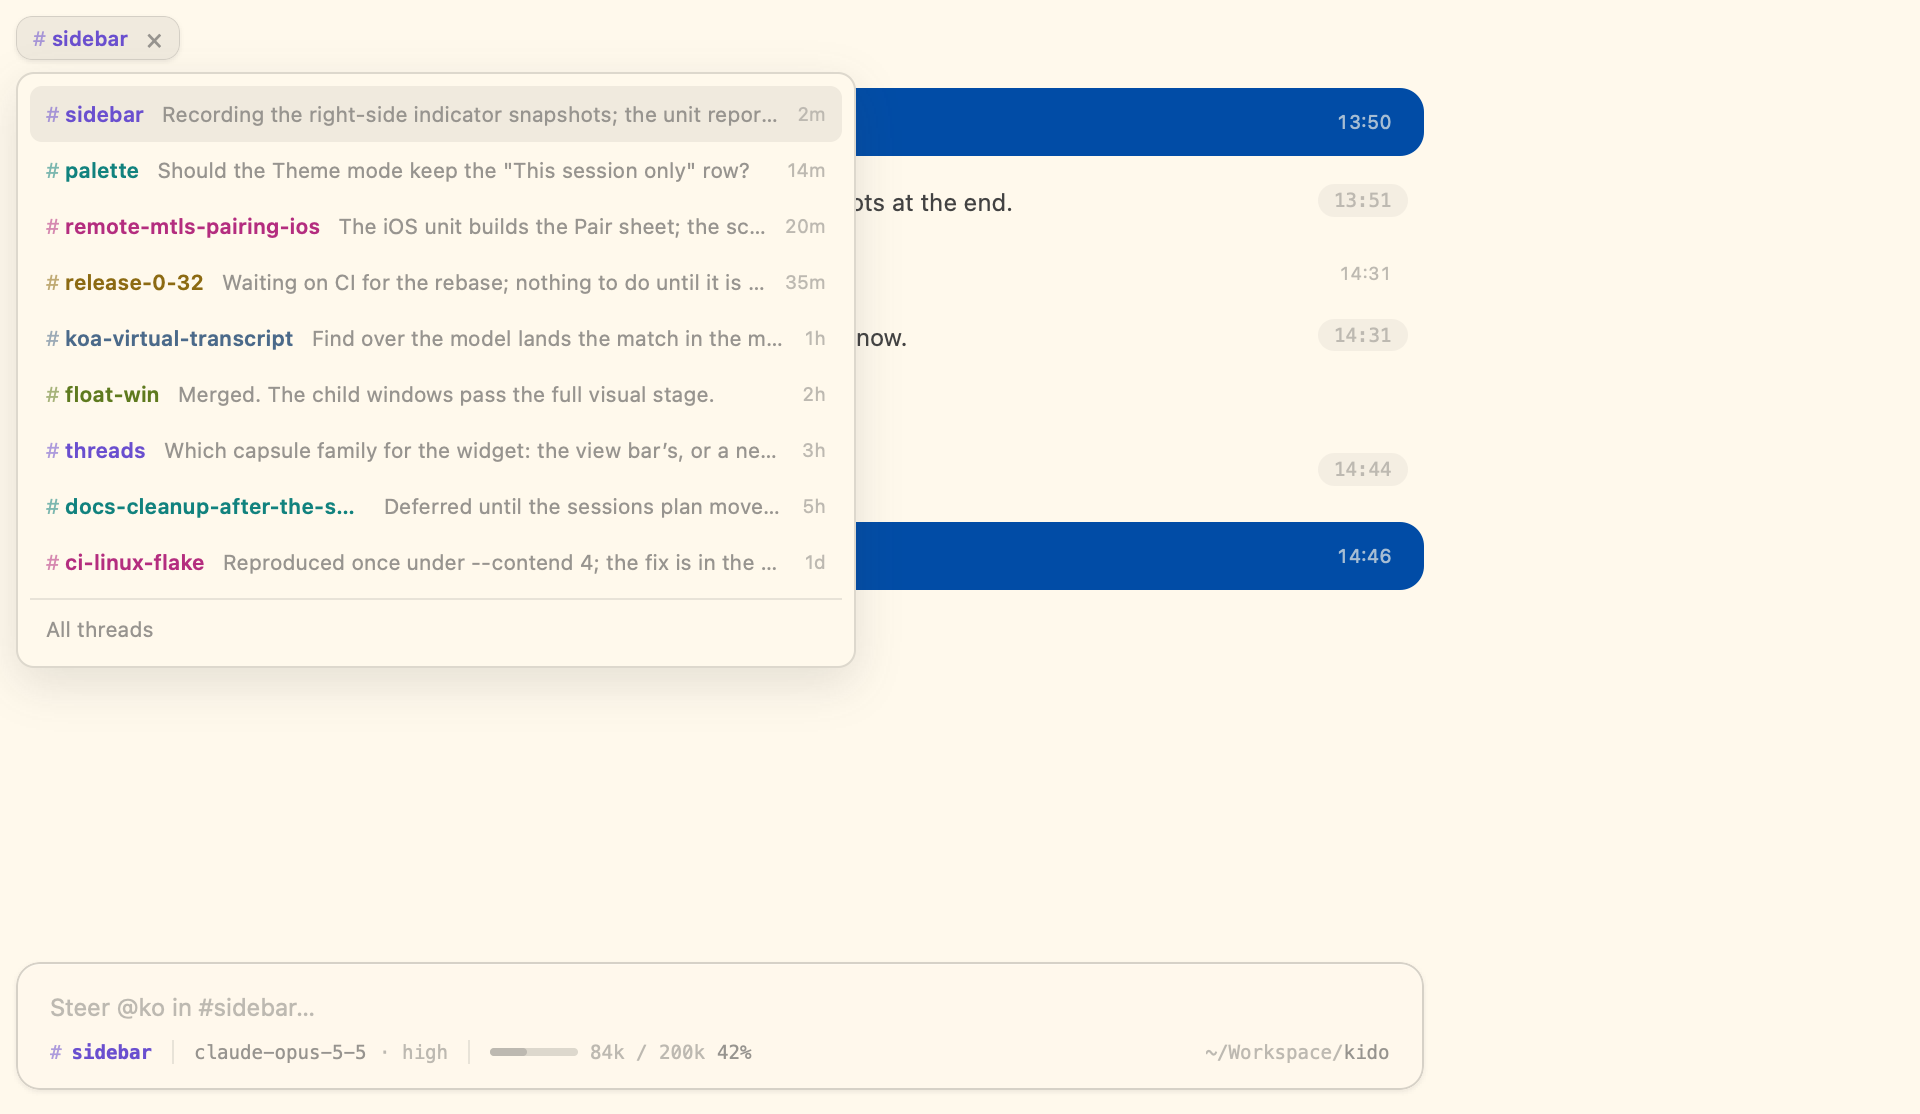 # sidebar ×
# sidebar Recording the right-side indicator snapshots; the unit repor... 2m
# palette Should the Theme mode keep the "This session only" row? 14m
# remote-mtls-pairing-ios The iOS unit builds the Pair sheet; the sc... 20m
# release-0-32 Waiting on CI for the rebase; nothing to do until it is ... 35m
# koa-virtual-transcript Find over the model lands the match in the m... 1h
# float-win Merged. The child windows pass the full visual stage. 2h
# threads Which capsule family for the widget: the view bar’s, or a ne... 3h
# docs-cleanup-after-the-s... Deferred until the sessions plan move... 5h
# ci-linux-flake Reproduced once under --contend 4; the fix is in the ... 1d
All threads
13:50
ots at the end. 13:51
14:31
now. 14:31
14:44
14:46
Steer @ko in #sidebar...
# sidebar claude-opus-5-5 · high 84k / 200k 42% ~/Workspace/kido